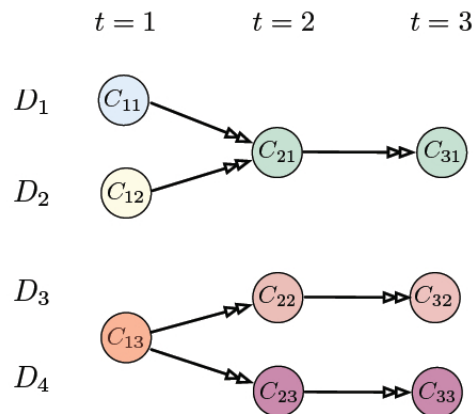 t = 1 t = 2 t = 3
D₁ C₁₁
C₂₁ C₃₁
D₂ C₁₂
D₃ C₂₂ C₃₂
C₁₃
D₄ C₂₃ C₃₃